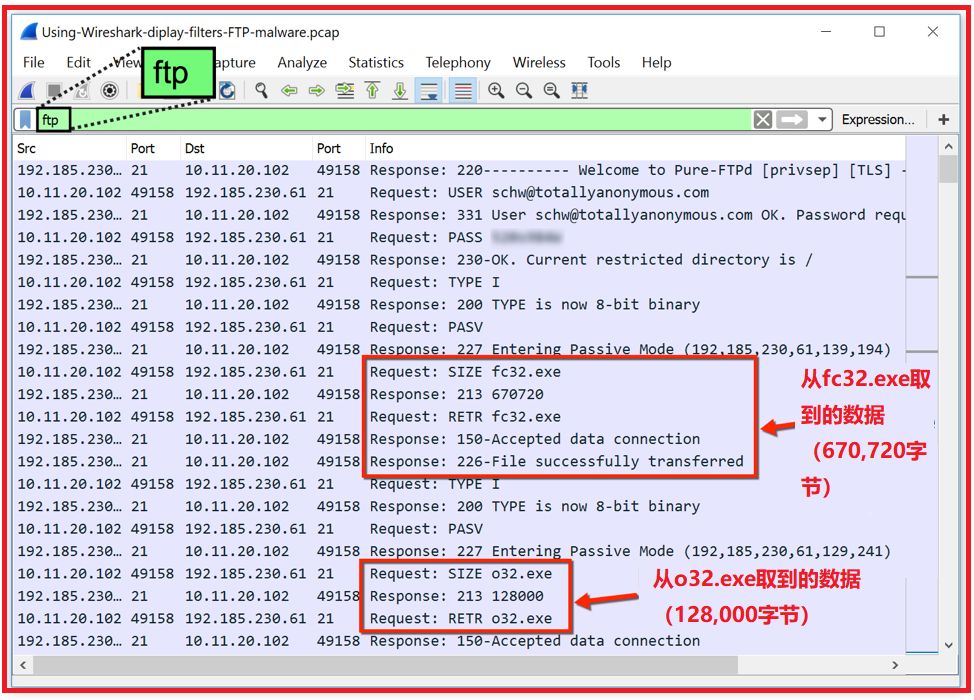 Using-Wireshark-diplay-filters-FTP-malware.pcap
File Edit View Capture Analyze Statistics Telephony Wireless Tools Help
ftp
ftp Expression... +
Src Port Dst Port Info
192.185.230... 21 10.11.20.102 49158 Response: 220---------- Welcome to Pure-FTPd [privsep] [TLS] -
10.11.20.102 49158 192.185.230.61 21 Request: USER schw@totallyanonymous.com
192.185.230... 21 10.11.20.102 49158 Response: 331 User schw@totallyanonymous.com OK. Password requ
10.11.20.102 49158 192.185.230.61 21 Request: PASS
192.185.230... 21 10.11.20.102 49158 Response: 230-OK. Current restricted directory is /
10.11.20.102 49158 192.185.230.61 21 Request: TYPE I
192.185.230... 21 10.11.20.102 49158 Response: 200 TYPE is now 8-bit binary
10.11.20.102 49158 192.185.230.61 21 Request: PASV
192.185.230... 21 10.11.20.102 49158 Response: 227 Entering Passive Mode (192,185,230,61,139,194)
10.11.20.102 49158 192.185.230.61 21 Request: SIZE fc32.exe
192.185.230... 21 10.11.20.102 49158 Response: 213 670720
10.11.20.102 49158 192.185.230.61 21 Request: RETR fc32.exe
192.185.230... 21 10.11.20.102 49158 Response: 150-Accepted data connection
192.185.230... 21 10.11.20.102 49158 Response: 226-File successfully transferred
从fc32.exe取
到的数据
（670,720字
节）
10.11.20.102 49158 192.185.230.61 21 Request: TYPE I
192.185.230... 21 10.11.20.102 49158 Response: 200 TYPE is now 8-bit binary
10.11.20.102 49158 192.185.230.61 21 Request: PASV
192.185.230... 21 10.11.20.102 49158 Response: 227 Entering Passive Mode (192,185,230,61,129,241)
10.11.20.102 49158 192.185.230.61 21 Request: SIZE o32.exe
192.185.230... 21 10.11.20.102 49158 Response: 213 128000
10.11.20.102 49158 192.185.230.61 21 Request: RETR o32.exe
从o32.exe取到的数据
（128,000字节）
192.185.230... 21 10.11.20.102 49158 Response: 150-Accepted data connection